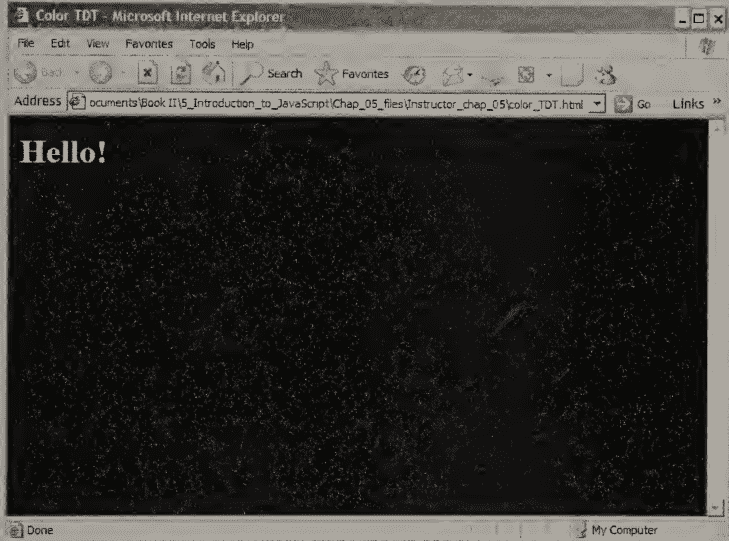 Color TDT - Microsoft Internet Explorer
File Edit View Favorites Tools Help
Back Search Favorites
Address ocuments\Book II\5_Introduction_to_JavaScript\Chap_05_files\Instructor_chap_05\color_TDT.html Go Links »
Hello!
Done My Computer